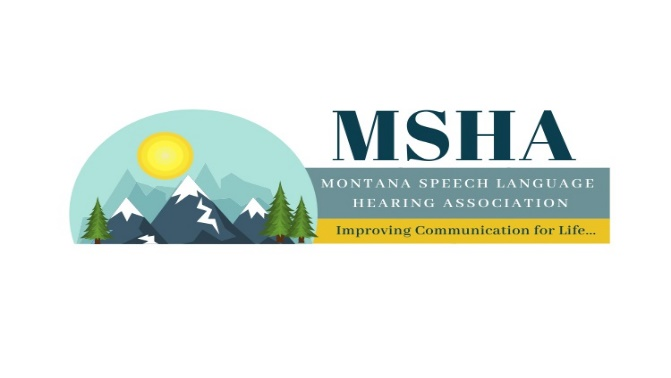 MSHA
MONTANA SPEECH LANGUAGE
HEARING ASSOCIATION
Improving Communication for Life...